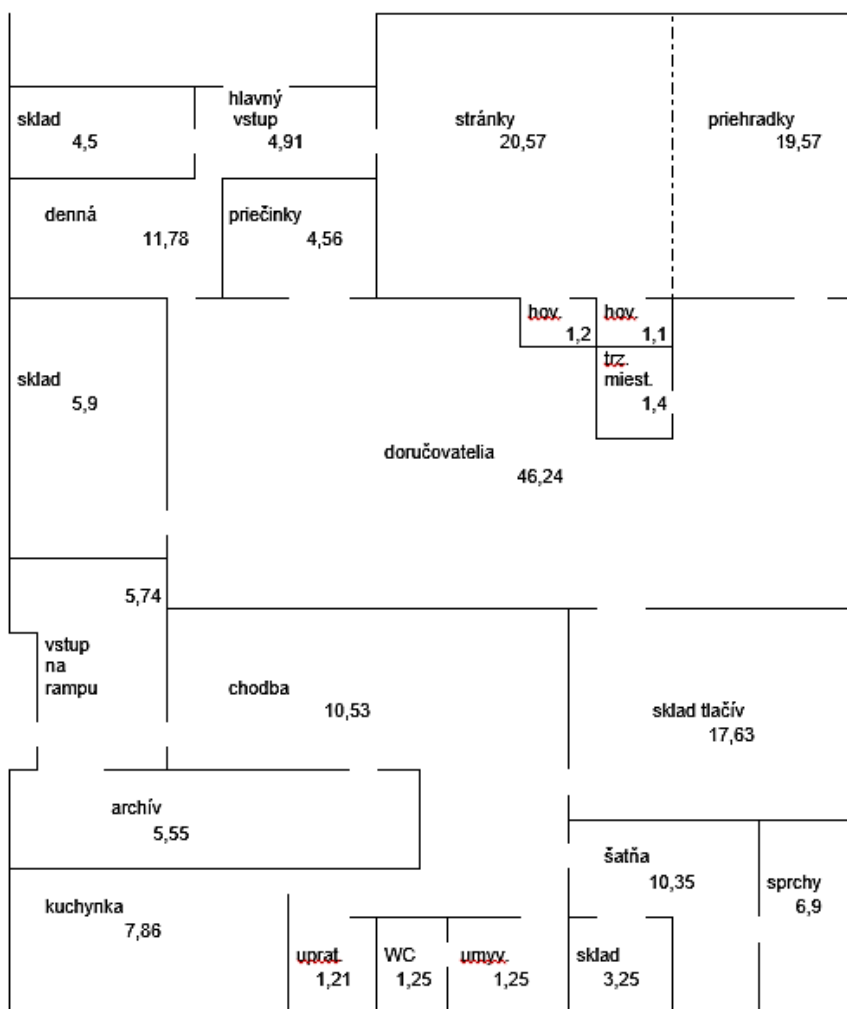 hlavný
sklad
vstup
stránky
priehradky
4,5
4,91
20,57
19,57
denná
priečinky
11,78
4,56
hov.
hov.
1,2
1,1
trz.
miest.
1,4
sklad
5,9
doručovatelia
46,24
5,74
vstup
na
rampu
chodba
10,53
sklad tlačív
17,63
archív
5,55
šatňa
10,35
sprchy
6,9
kuchynka
7,86
uprat.
1,21
WC
1,25
umyv.
1,25
sklad
3,25